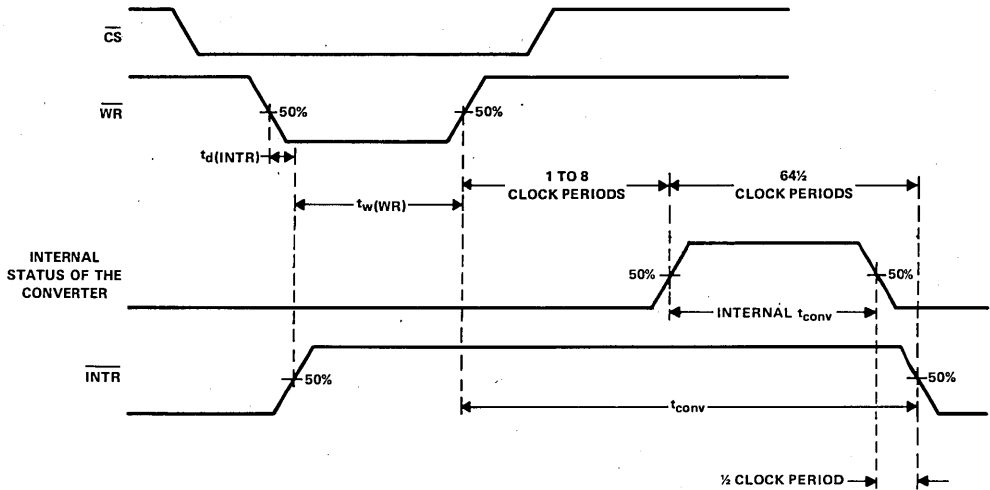 CS
WR
50%
50%
td(INTR)
1 TO 8
CLOCK PERIODS
64½
CLOCK PERIODS
tw(WR)
INTERNAL
STATUS OF THE
CONVERTER
50%
50%
INTERNAL tconv
INTR
50%
50%
tconv
½ CLOCK PERIOD